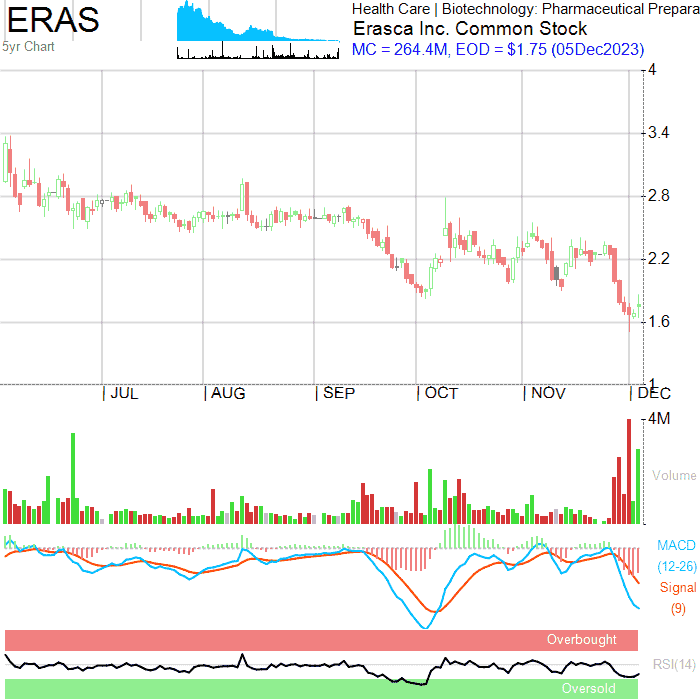 ERAS
5yr Chart
Health Care | Biotechnology: Pharmaceutical Prepara
Erasca Inc. Common Stock
MC = 264.4M, EOD = $1.75 (05Dec2023)
4
3.4
2.8
2.2
1.6
1
| JUL | AUG | SEP | OCT | NOV | DEC
4M
Volume
MACD
(12-26)
Signal
(9)
Overbought
RSI(14)
Oversold